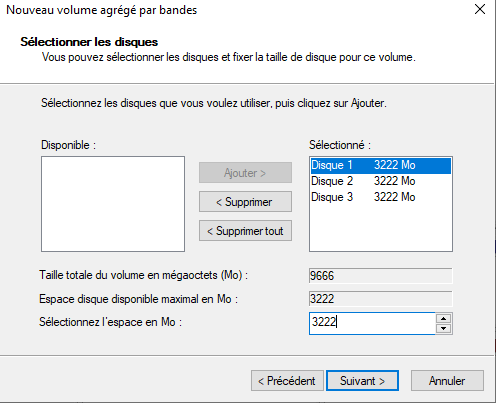 Nouveau volume agrégé par bandes
Sélectionner les disques
Vous pouvez sélectionner les disques et fixer la taille de disque pour ce volume.
Sélectionnez les disques que vous voulez utiliser, puis cliquez sur Ajouter.
Disponible :
Sélectionné :
Ajouter >
< Supprimer
< Supprimer tout
Disque 1 3222 Mo
Disque 2 3222 Mo
Disque 3 3222 Mo
Taille totale du volume en mégaoctets (Mo) : 9666
Espace disque disponible maximal en Mo : 3222
Sélectionnez l'espace en Mo : 3222
< Précédent Suivant > Annuler